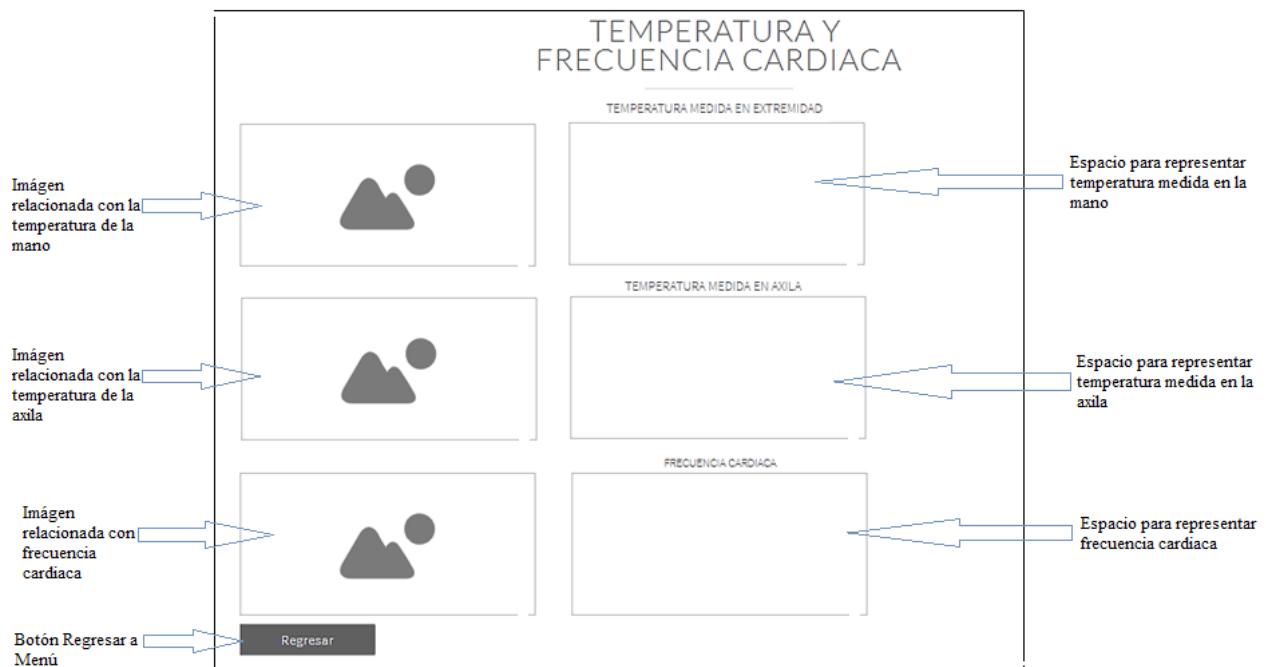 TEMPERATURA Y
FRECUENCIA CARDIACA
TEMPERATURA MEDIDA EN EXTREMIDAD
Imágen
relacionada con la
temperatura de la
mano
Espacio para representar
temperatura medida en la
mano
TEMPERATURA MEDIDA EN AXILA
Imágen
relacionada con la
temperatura de la
axila
Espacio para representar
temperatura medida en la
axila
FRECUENCIA CARDIACA
Imágen
relacionada con
frecuencia
cardiaca
Espacio para representar
frecuencia cardiaca
Botón Regresar a
Menú
Regresar